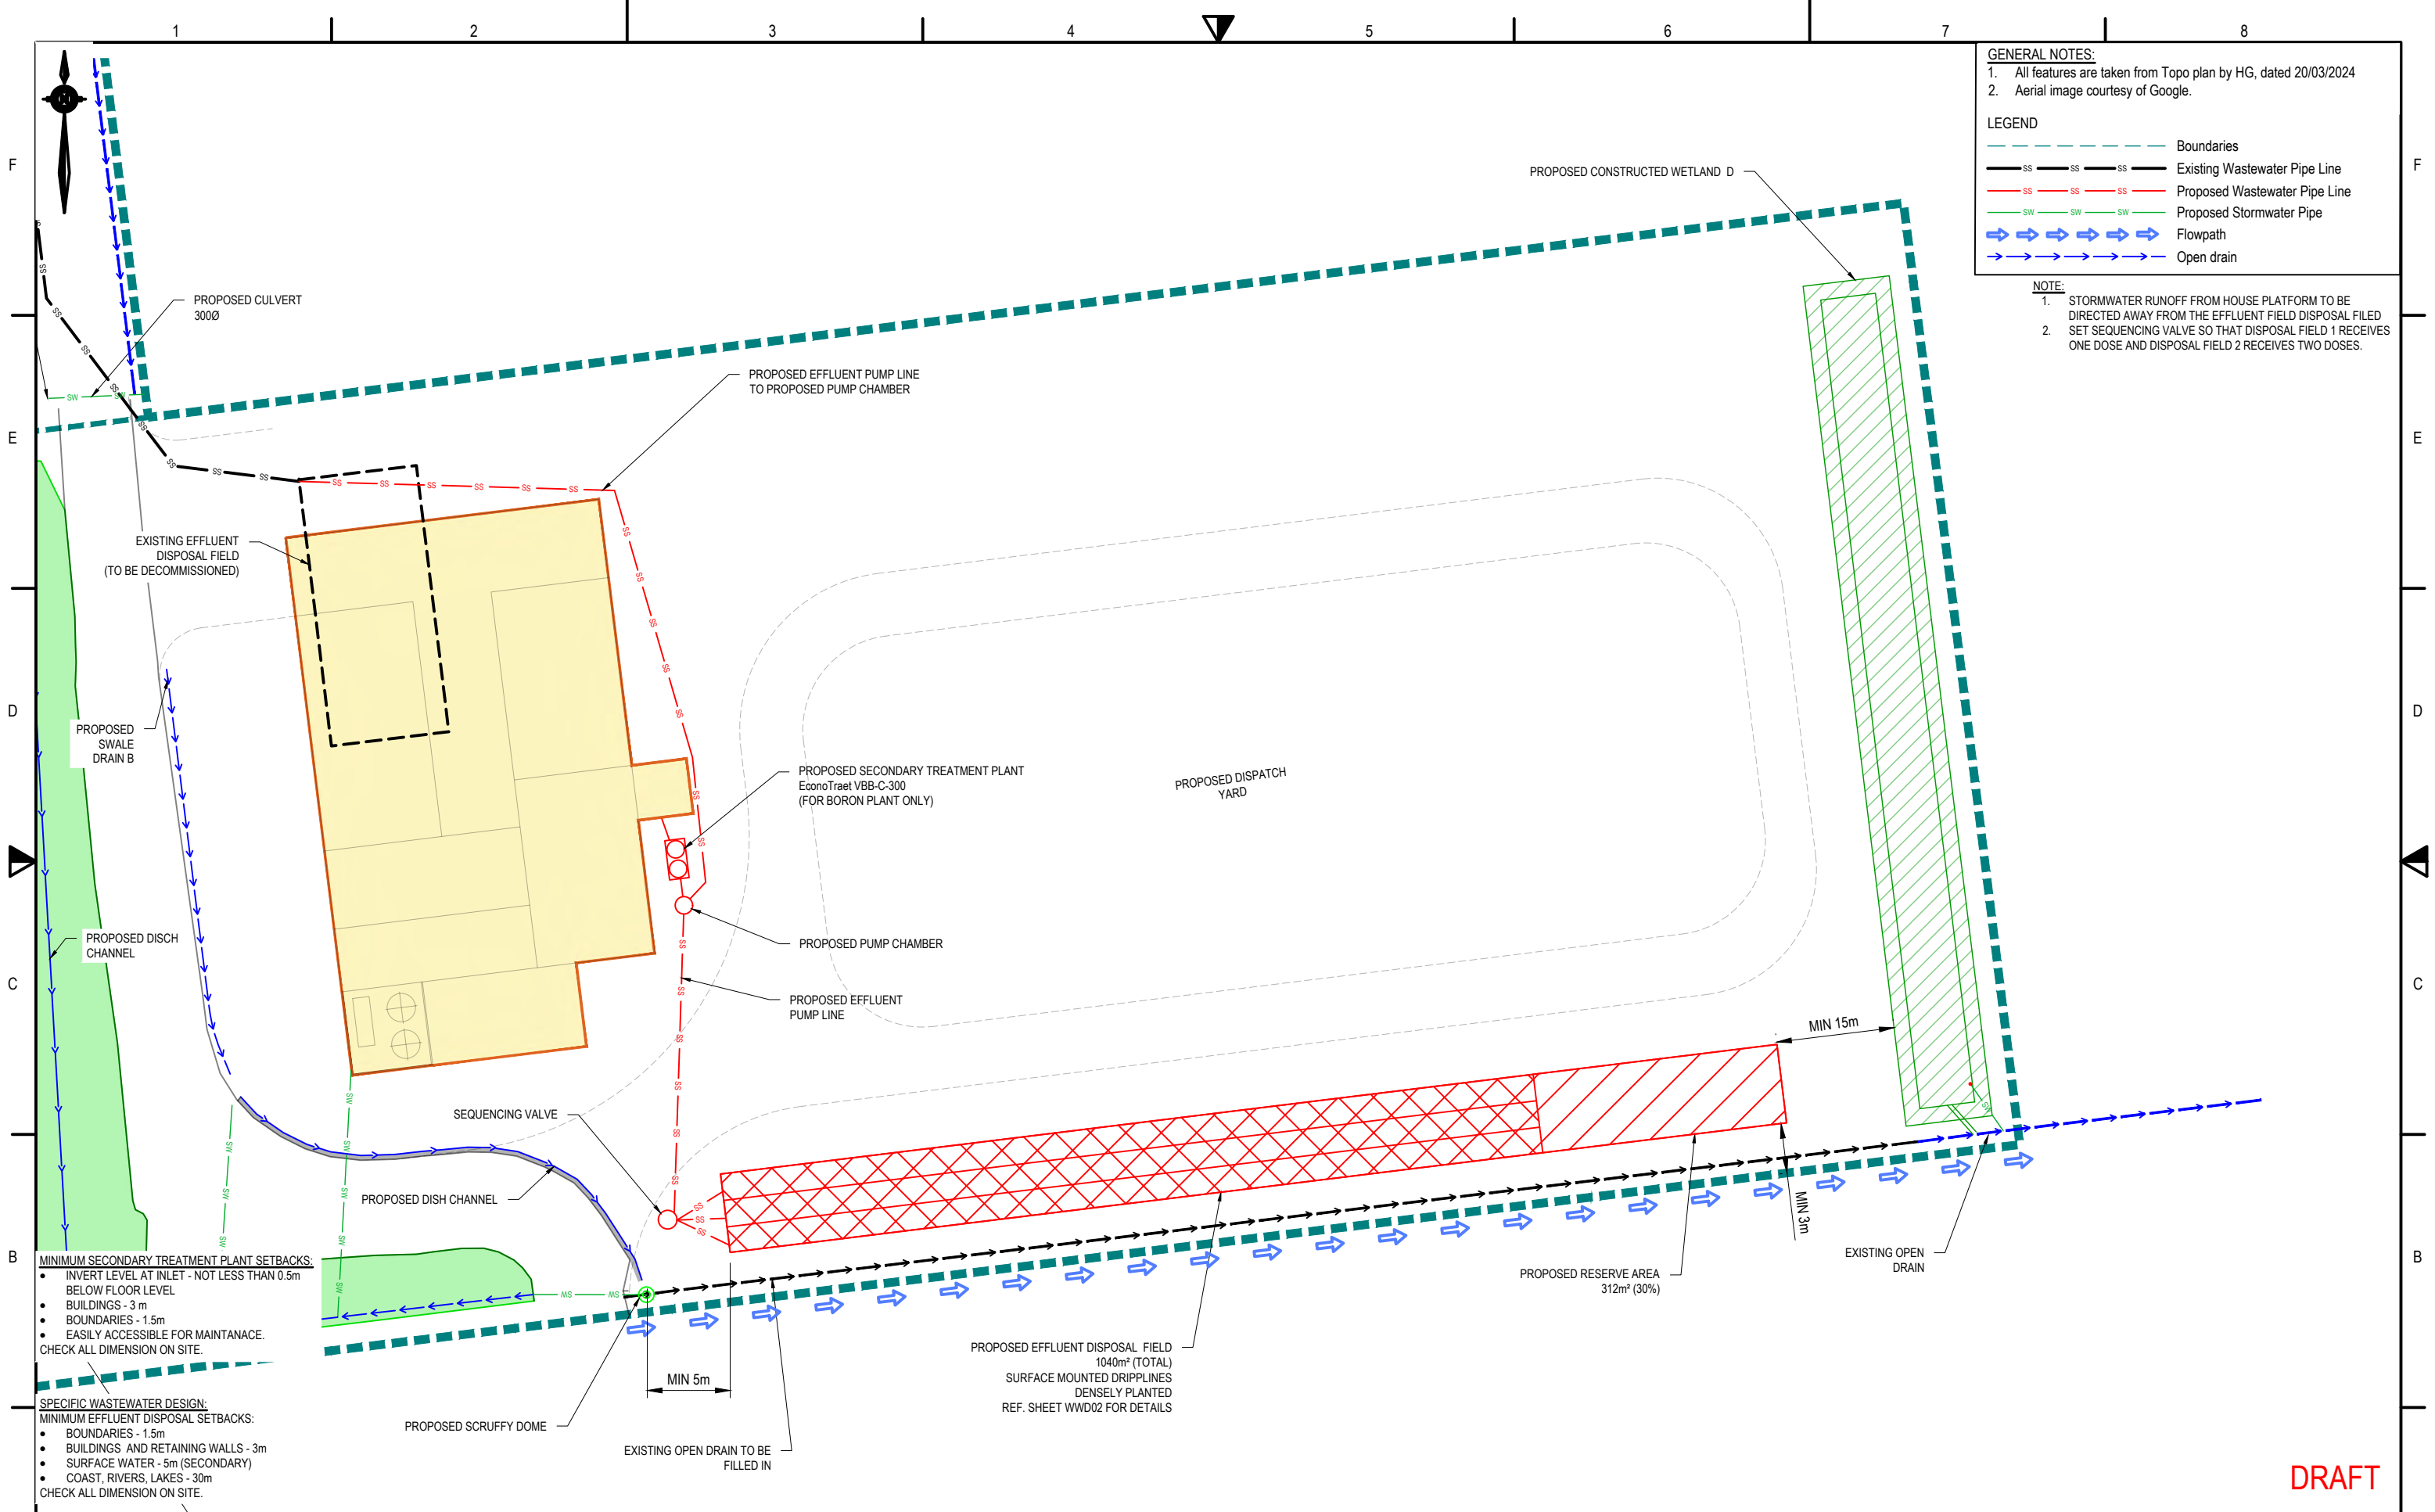 1 2 3 4 5 6 7 8
GENERAL NOTES:
1. All features are taken from Topo plan by HG, dated 20/03/2024
2. Aerial image courtesy of Google.
LEGEND
Boundaries
SS SS SS Existing Wastewater Pipe Line
SS SS SS Proposed Wastewater Pipe Line
SW SW SW Proposed Stormwater Pipe
Flowpath
Open drain
NOTE:
1. STORMWATER RUNOFF FROM HOUSE PLATFORM TO BE
DIRECTED AWAY FROM THE EFFLUENT FIELD DISPOSAL FILED
2. SET SEQUENCING VALVE SO THAT DISPOSAL FIELD 1 RECEIVES
ONE DOSE AND DISPOSAL FIELD 2 RECEIVES TWO DOSES.
F F
PROPOSED CONSTRUCTED WETLAND D
PROPOSED CULVERT
300Ø
PROPOSED EFFLUENT PUMP LINE
TO PROPOSED PUMP CHAMBER
E E
EXISTING EFFLUENT
DISPOSAL FIELD
(TO BE DECOMMISSIONED)
D D
PROPOSED
SWALE
DRAIN B
PROPOSED SECONDARY TREATMENT PLANT
EconoTraet VBB-C-300
(FOR BORON PLANT ONLY)
PROPOSED DISPATCH
YARD
PROPOSED DISCH
CHANNEL
PROPOSED PUMP CHAMBER
C C
PROPOSED EFFLUENT
PUMP LINE
MIN 15m
SEQUENCING VALVE
PROPOSED DISH CHANNEL
MIN 3m
B B
EXISTING OPEN
DRAIN
PROPOSED RESERVE AREA
312m² (30%)
MINIMUM SECONDARY TREATMENT PLANT SETBACKS:
• INVERT LEVEL AT INLET - NOT LESS THAN 0.5m
BELOW FLOOR LEVEL
• BUILDINGS - 3 m
• BOUNDARIES - 1.5m
• EASILY ACCESSIBLE FOR MAINTANACE.
CHECK ALL DIMENSION ON SITE.
PROPOSED EFFLUENT DISPOSAL FIELD
1040m² (TOTAL)
SURFACE MOUNTED DRIPPLINES
DENSELY PLANTED
REF. SHEET WWD02 FOR DETAILS
MIN 5m
PROPOSED SCRUFFY DOME
EXISTING OPEN DRAIN TO BE
FILLED IN
SPECIFIC WASTEWATER DESIGN:
MINIMUM EFFLUENT DISPOSAL SETBACKS:
• BOUNDARIES - 1.5m
• BUILDINGS AND RETAINING WALLS - 3m
• SURFACE WATER - 5m (SECONDARY)
• COAST, RIVERS, LAKES - 30m
CHECK ALL DIMENSION ON SITE.
DRAFT